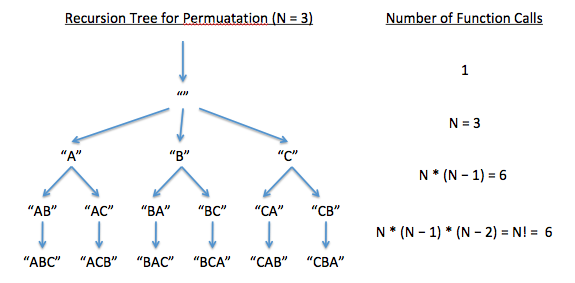 Recursion Tree for Permuatation (N = 3)
Number of Function Calls
1
“”
N = 3
“A” “B” “C”
N * (N – 1) = 6
“AB” “AC” “BA” “BC” “CA” “CB”
N * (N – 1) * (N – 2) = N! = 6
“ABC” “ACB” “BAC” “BCA” “CAB” “CBA”